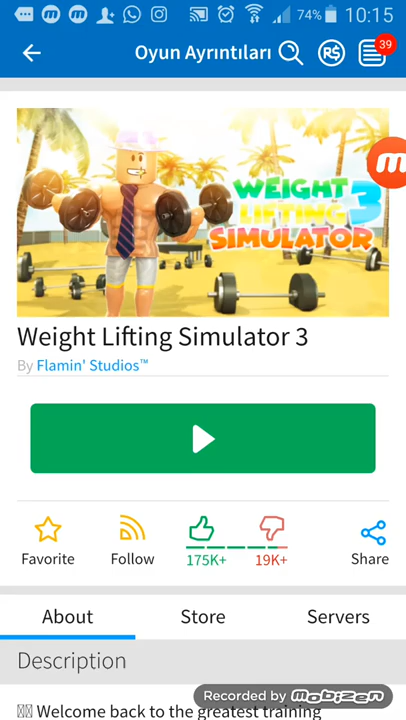 74% 10:15
Oyun Ayrıntıları
R$
39
WEIGHT
LIFTING 3
SIMULATOR
Weight Lifting Simulator 3
By Flamin' Studios™
Favorite
Follow
175K+
19K+
Share
About
Store
Servers
Description
Welcome back to the greatest training
Recorded by mobizen